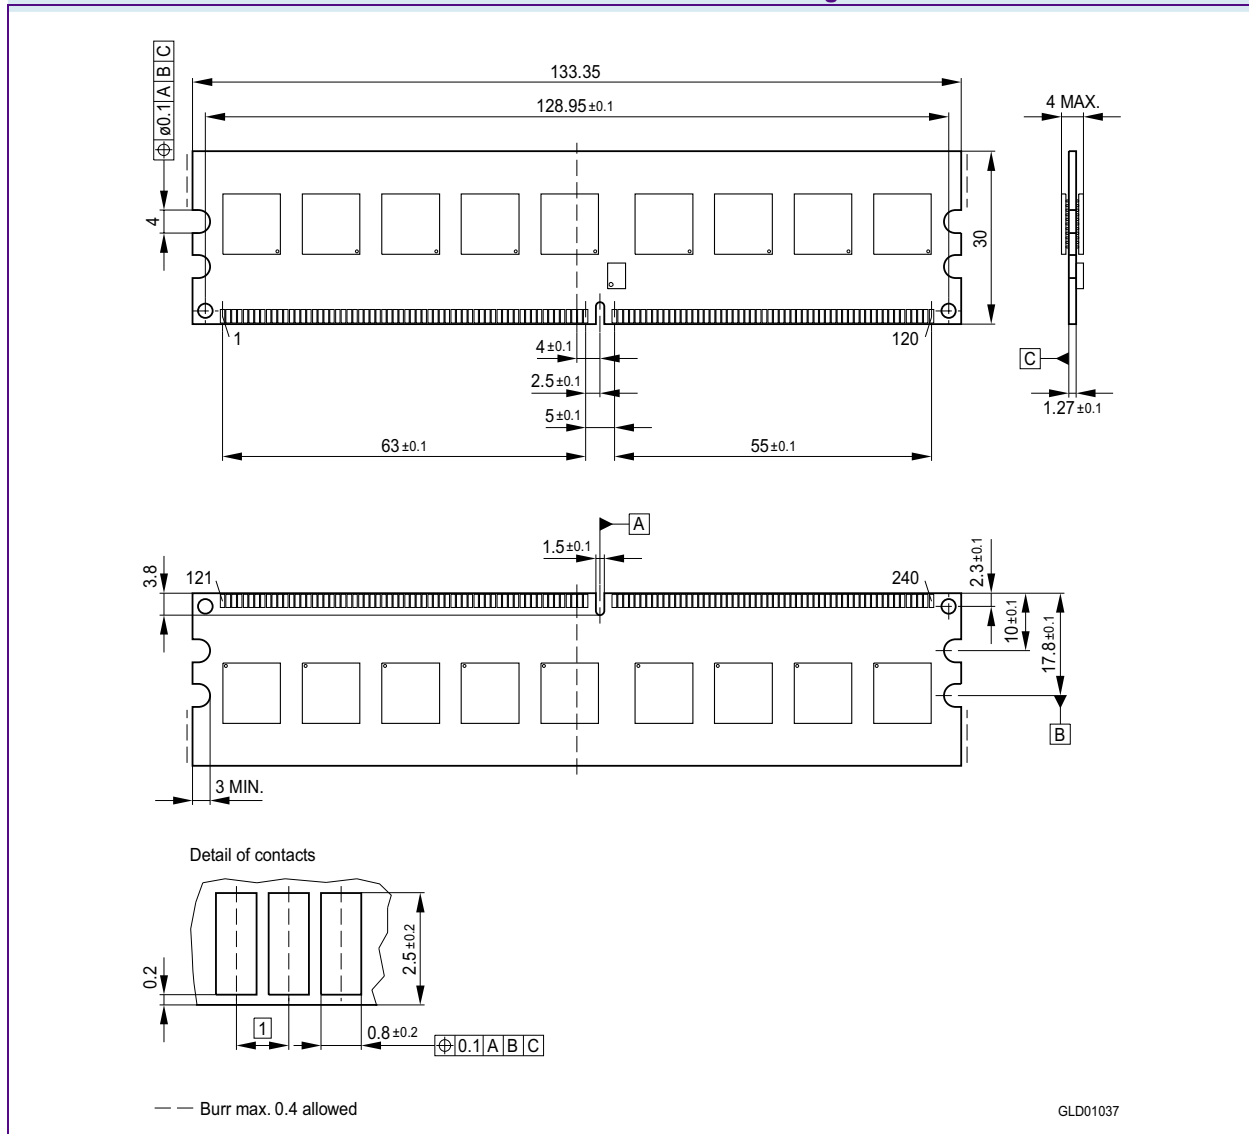 133.35
128.95 ±0.1
4 MAX.
⌖ ø0.1 A B C
4
30
1
120
4 ±0.1
C
2.5 ±0.1
1.27 ±0.1
5 ±0.1
63 ±0.1
55 ±0.1
A
1.5 ±0.1
3.8
121
240
2.3 ±0.1
10 ±0.1
17.8 ±0.1
B
3 MIN.
Detail of contacts
0.2
2.5 ±0.2
1
0.8 ±0.2
⌖ 0.1 A B C
— — Burr max. 0.4 allowed
GLD01037